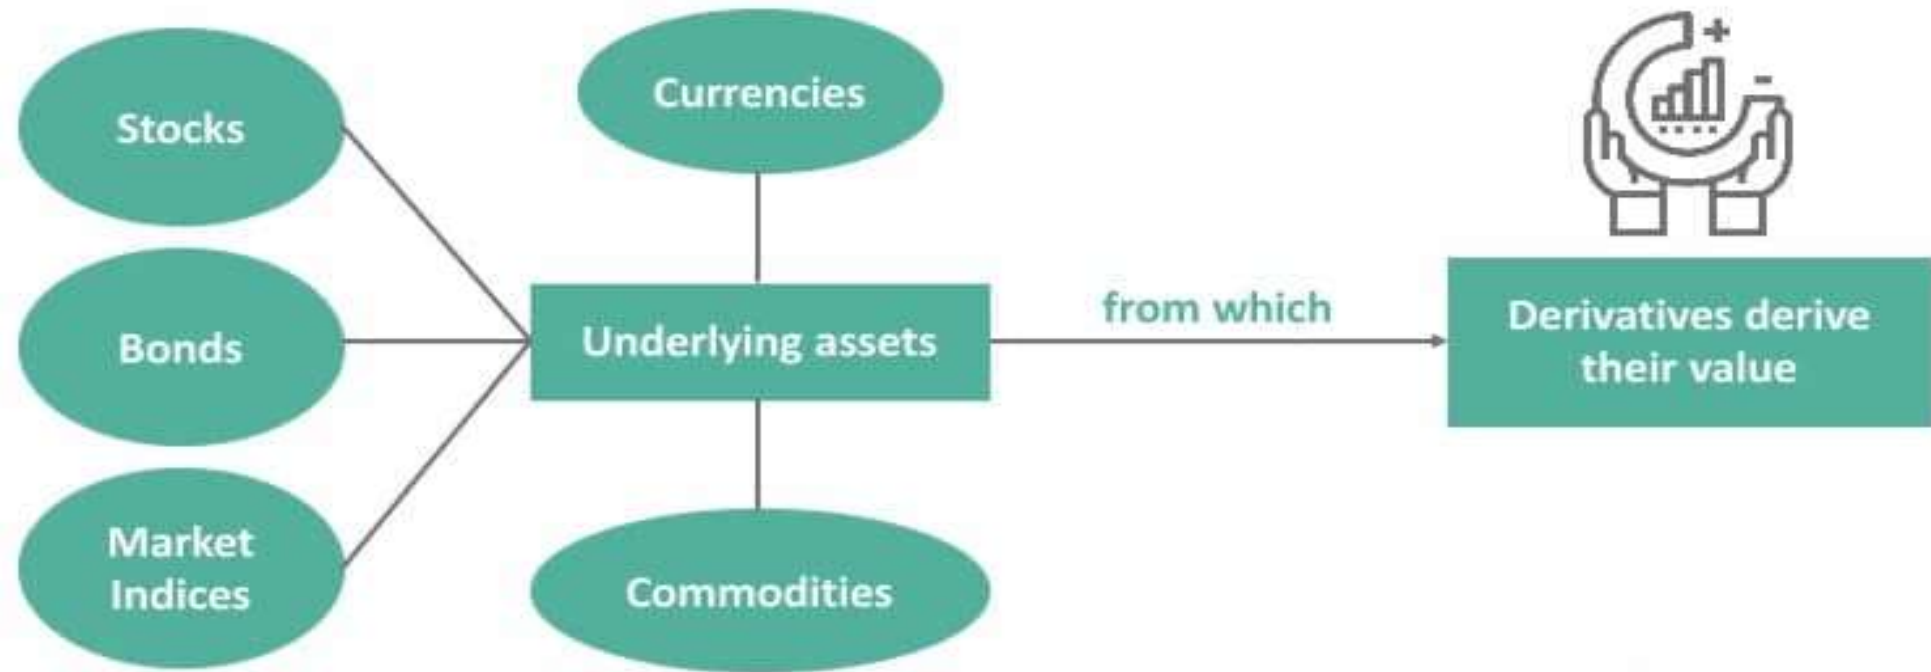 Stocks
Currencies
Bonds
Underlying assets
from which
Derivatives derive
their value
Market
Indices
Commodities
+
-